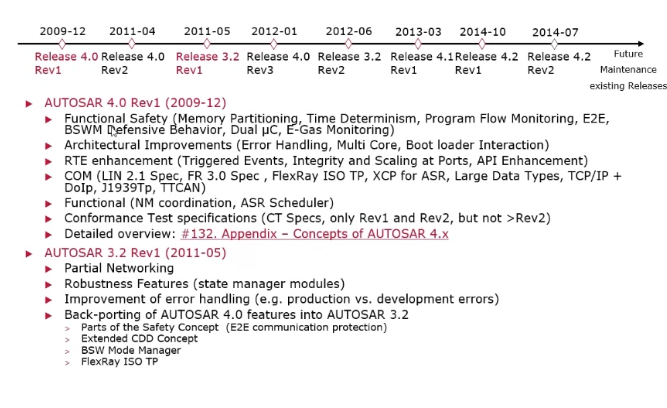 2009-12 2011-04 2011-05 2012-01 2012-06 2013-03 2014-10 2014-07
Release 4.0 Release 4.0 Release 3.2 Release 4.0 Release 3.2 Release 4.1 Release 4.2 Release 4.2
Rev1 Rev2 Rev1 Rev3 Rev2 Rev1 Rev1 Rev2
Future
Maintenance
existing Releases
AUTOSAR 4.0 Rev1 (2009-12)
Functional Safety (Memory Partitioning, Time Determinism, Program Flow Monitoring, E2E,
BSWM Defensive Behavior, Dual µC, E-Gas Monitoring)
Architectural Improvements (Error Handling, Multi Core, Boot loader Interaction)
RTE enhancement (Triggered Events, Integrity and Scaling at Ports, API Enhancement)
COM (LIN 2.1 Spec, FR 3.0 Spec , FlexRay ISO TP, XCP for ASR, Large Data Types, TCP/IP +
DoIp, J1939Tp, TTCAN)
Functional (NM coordination, ASR Scheduler)
Conformance Test specifications (CT Specs, only Rev1 and Rev2, but not >Rev2)
Detailed overview: #132. Appendix – Concepts of AUTOSAR 4.x
AUTOSAR 3.2 Rev1 (2011-05)
Partial Networking
Robustness Features (state manager modules)
Improvement of error handling (e.g. production vs. development errors)
Back-porting of AUTOSAR 4.0 features into AUTOSAR 3.2
> Parts of the Safety Concept (E2E communication protection)
> Extended CDD Concept
> BSW Mode Manager
> FlexRay ISO TP